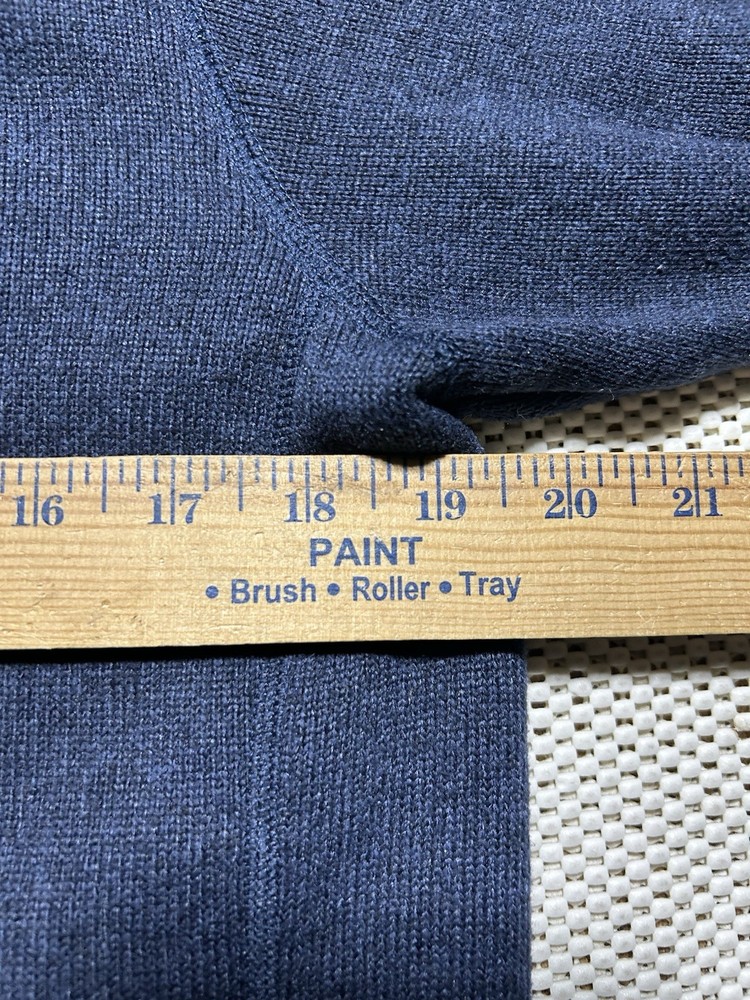 16 17 18 19 20 21
PAINT
• Brush • Roller • Tray